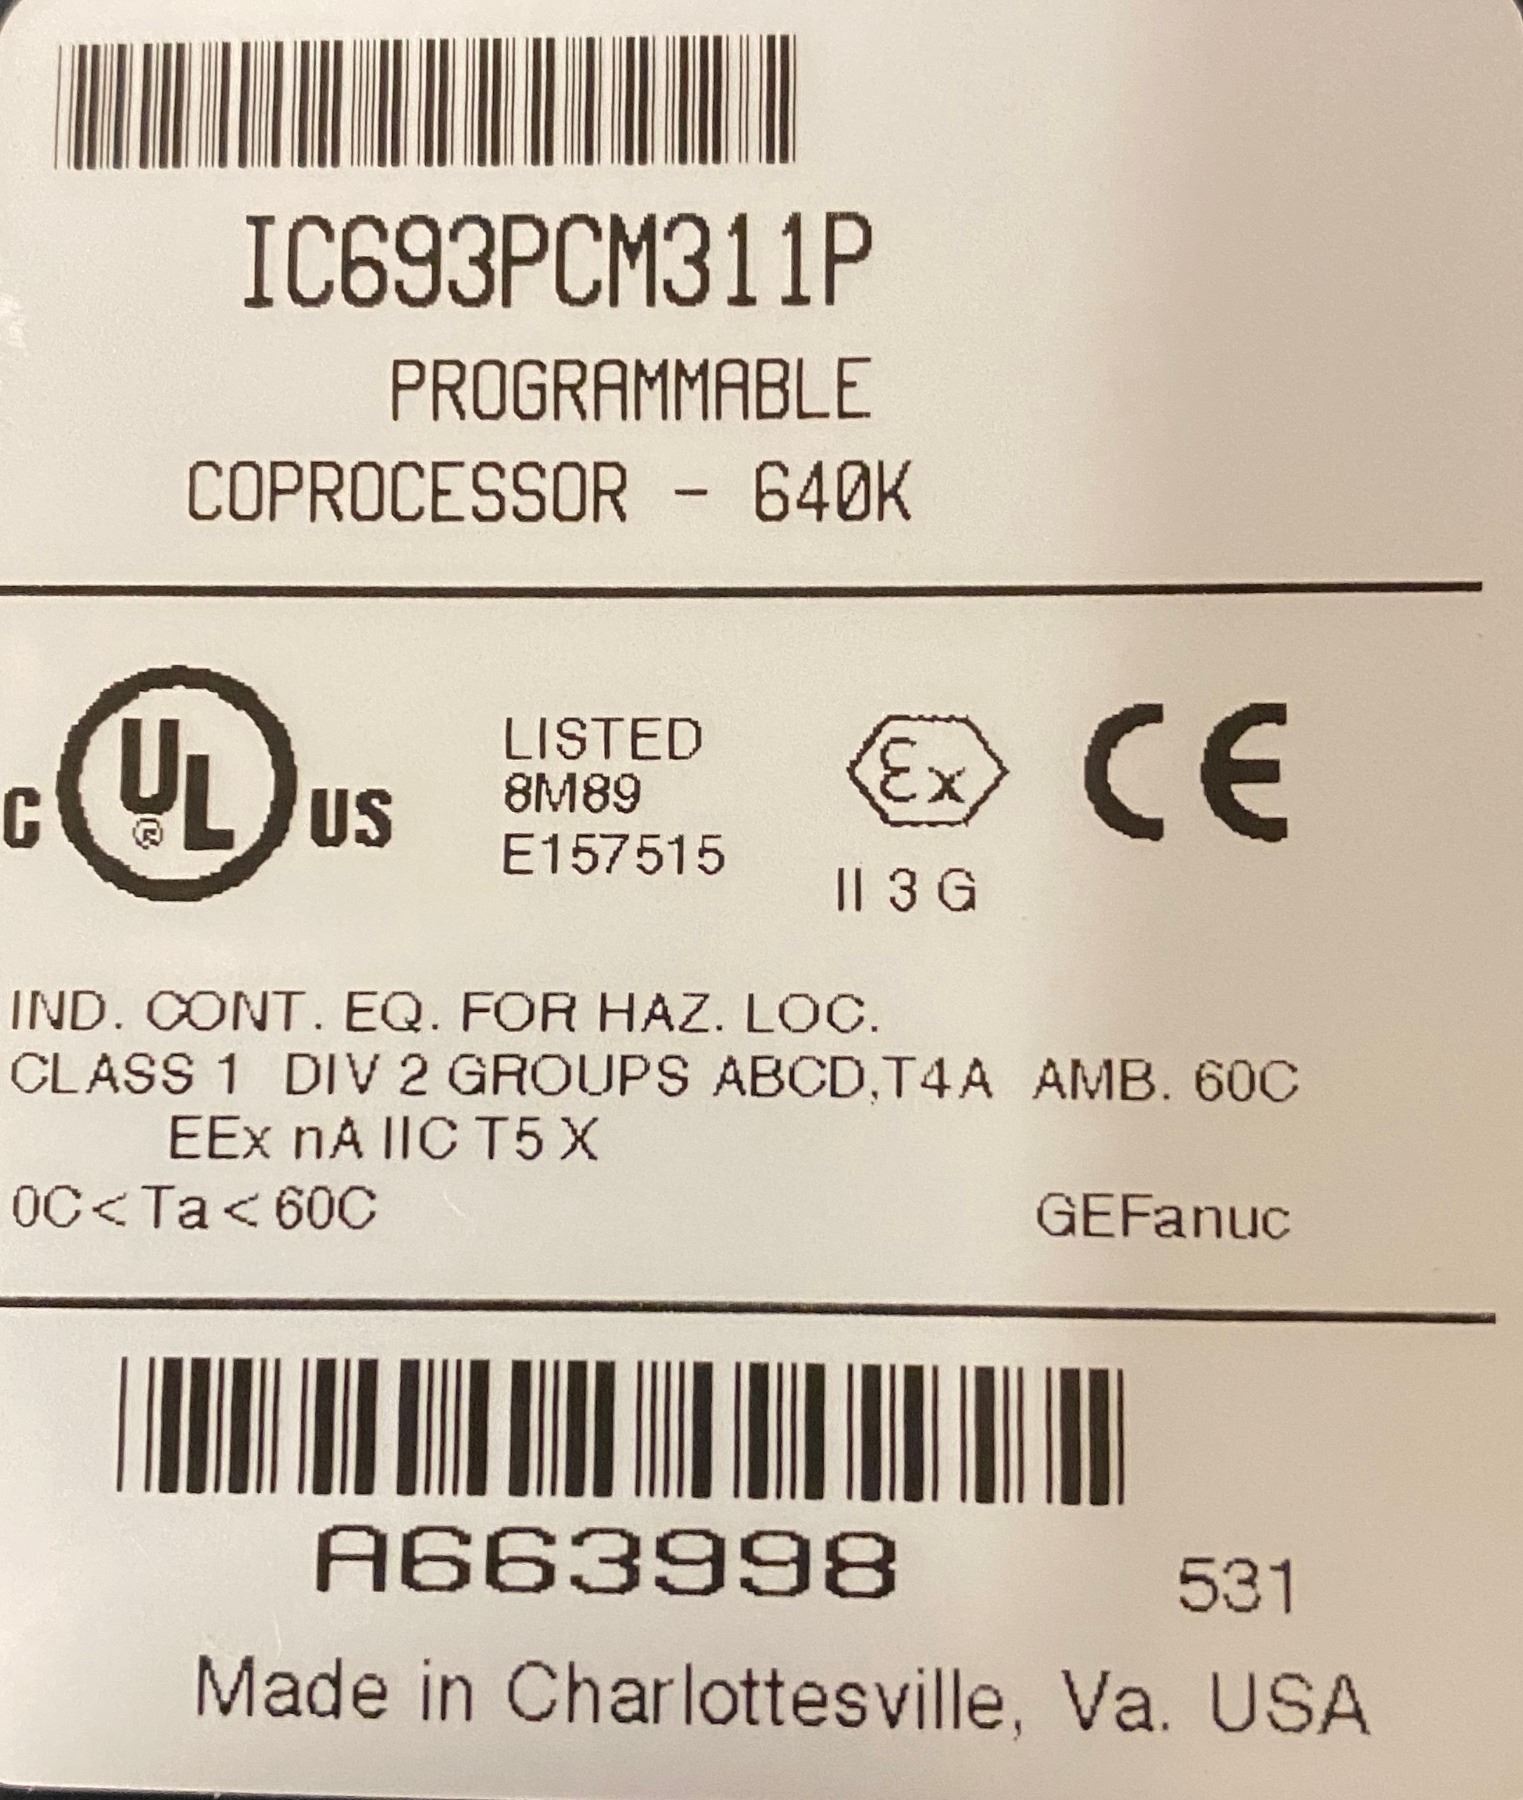 IC693PCM311P
PROGRAMMABLE
COPROCESSOR - 640K
C UL® US
LISTED
8M89
E157515
Ex
CE
II 3 G
IND. CONT. EQ. FOR HAZ. LOC.
CLASS 1 DIV 2 GROUPS ABCD,T4A AMB. 60C
EEx nA IIC T5 X
0C<Ta<60C GEFanuc
A663998 531
Made in Charlottesville, Va. USA